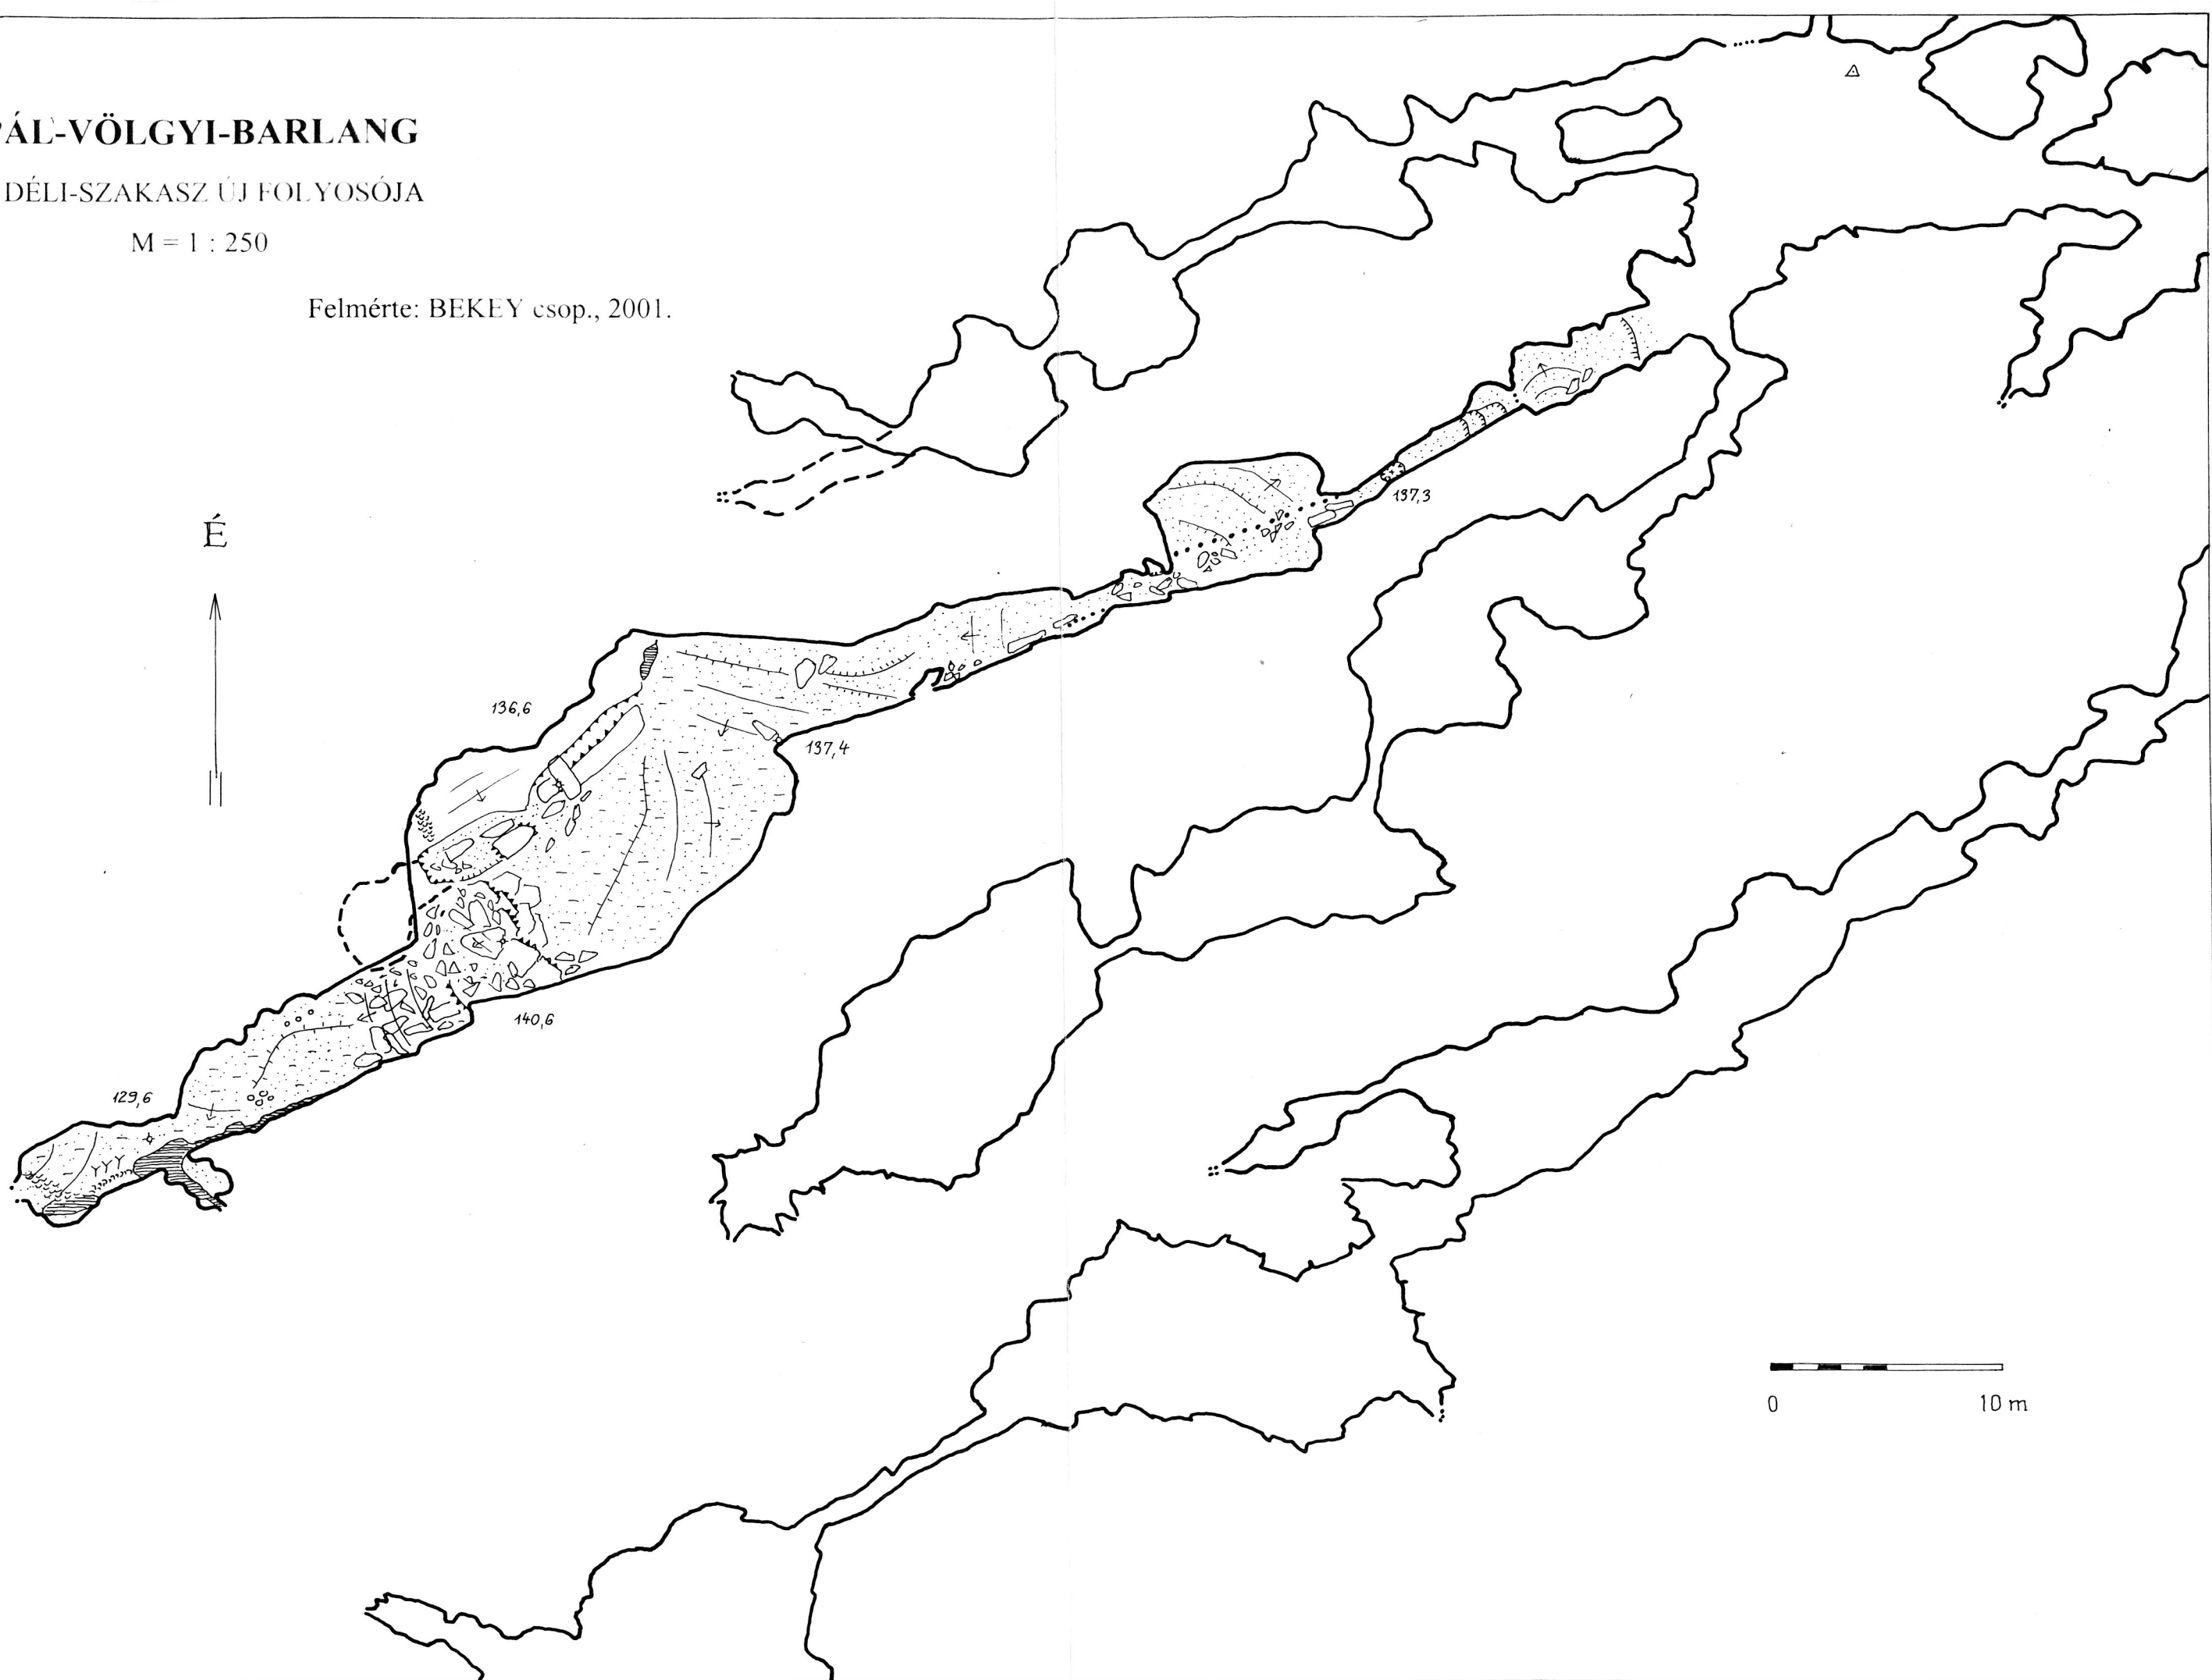 PÁL-VÖLGYI-BARLANG
DÉLI-SZAKASZ ÚJ FOLYOSÓJA
M = 1 : 250
Felmérte: BEKEY csop., 2001.
É
137,3
136,6
137,4
140,6
129,6
0 10 m